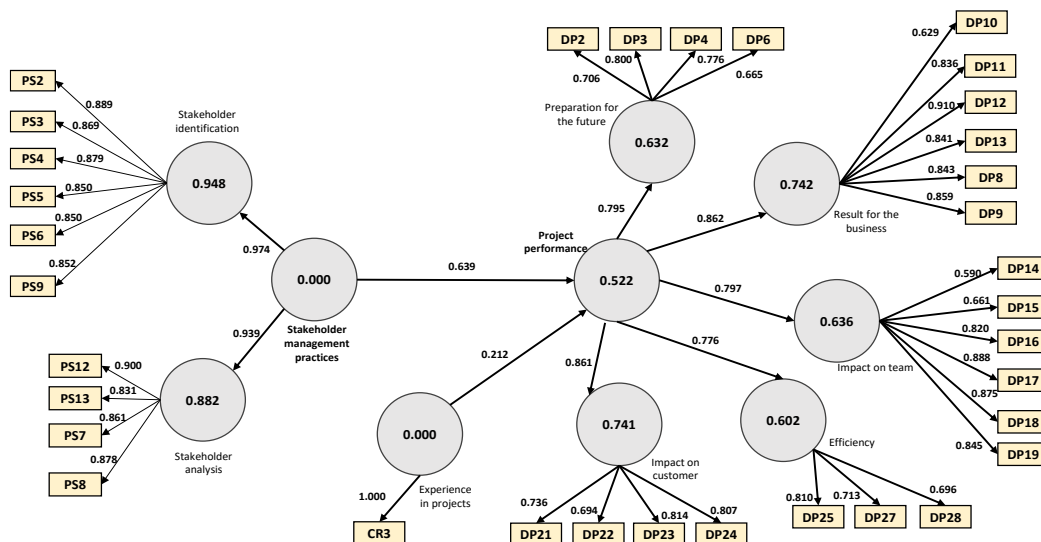 DP10
DP2
DP3
DP4
DP6
0.629
0.800
0.776
0.836
DP11
0.706
0.665
PS2
0.889
Stakeholder
identification
Preparation for
the future
0.910
DP12
PS3
0.869
0.632
0.841
DP13
PS4
0.879
0.948
0.742
0.843
DP8
PS5
0.850
0.859
DP9
PS6
0.850
0.795
0.862
Result for the
business
0.974
Project
performance
PS9
0.852
0.000
0.639
0.522
0.590
DP14
0.797
0.661
DP15
0.939
Stakeholder
management
practices
0.636
0.820
DP16
0.212
0.776
0.888
DP17
PS12
0.900
0.861
Impact on team
0.875
PS13
0.831
0.882
DP18
PS7
0.861
0.000
0.741
0.602
Efficiency
0.845
DP19
PS8
0.878
Stakeholder
analysis
Experience
in projects
Impact on
customer
1.000
0.736
0.694
0.814
0.807
0.810
0.713
0.696
CR3
DP21
DP22
DP23
DP24
DP25
DP27
DP28